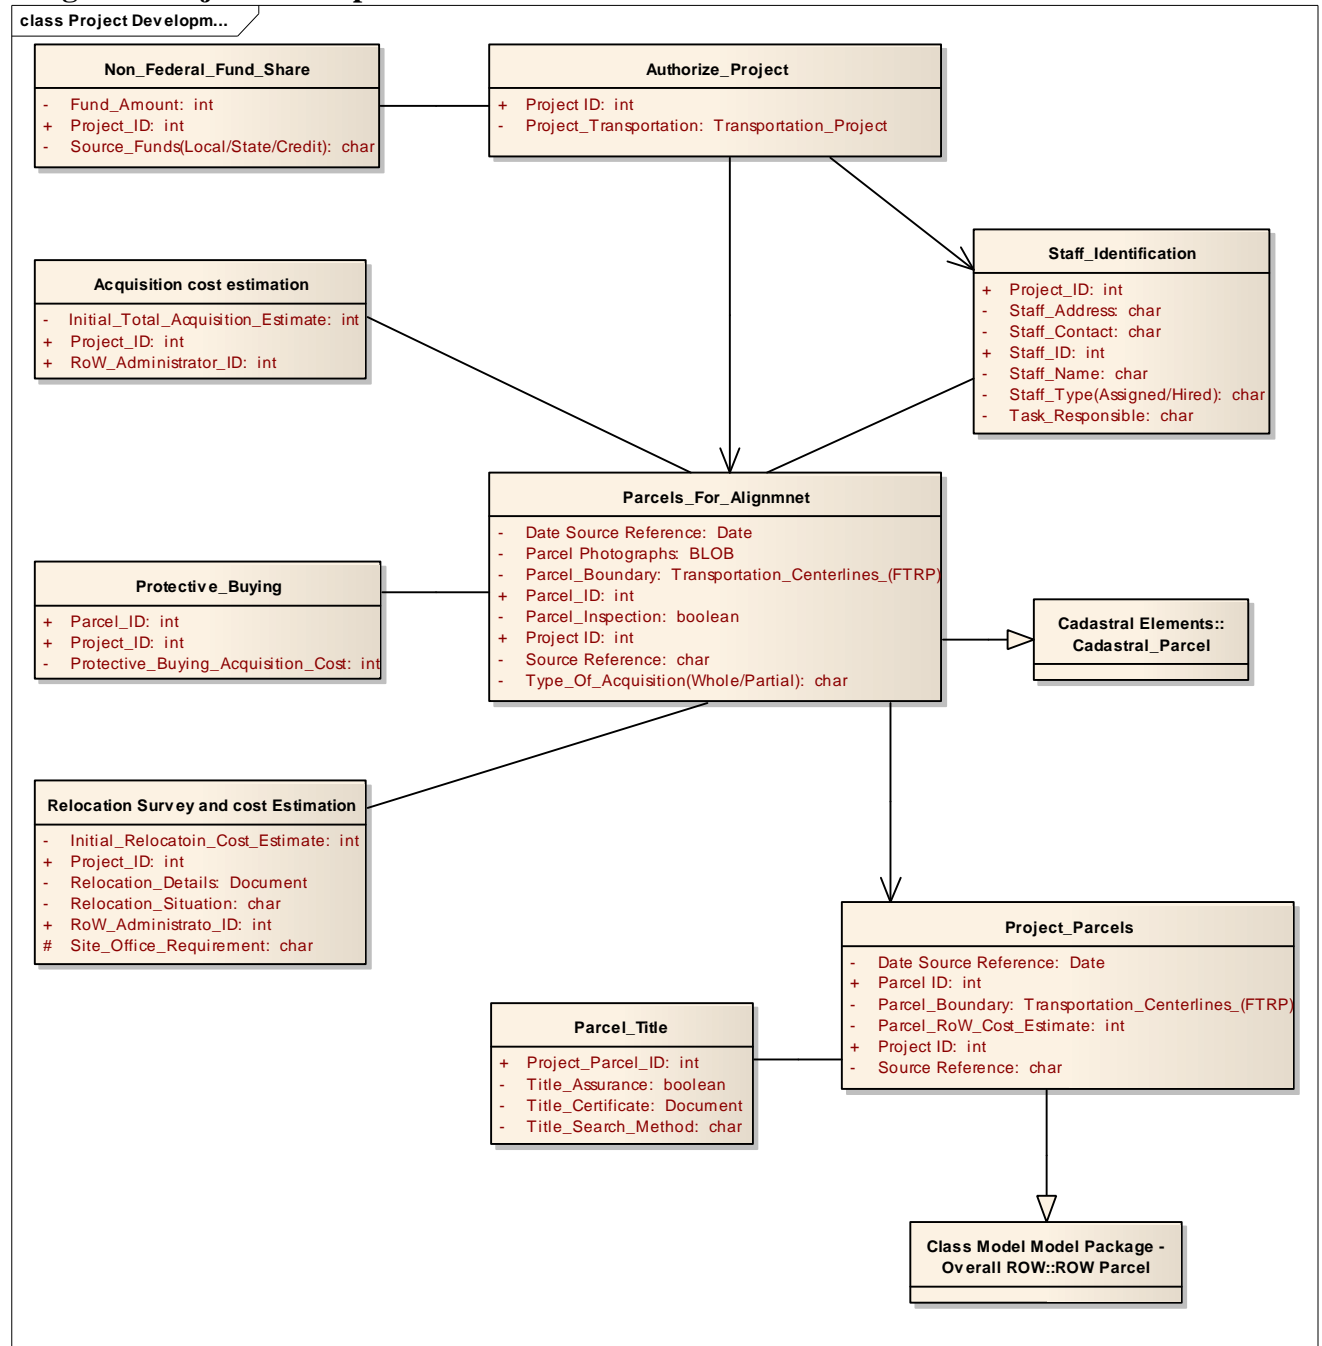 class Project Developm...
Non_Federal_Fund_Share
- Fund_Amount: int
+ Project_ID: int
- Source_Funds(Local/State/Credit): char
Authorize_Project
+ Project ID: int
- Project_Transportation: Transportation_Project
Staff_Identification
+ Project_ID: int
- Staff_Address: char
- Staff_Contact: char
+ Staff_ID: int
- Staff_Name: char
- Staff_Type(Assigned/Hired): char
- Task_Responsible: char
Acquisition cost estimation
- Initial_Total_Acquisition_Estimate: int
+ Project_ID: int
+ RoW_Administrator_ID: int
Parcels_For_Alignmnet
- Date Source Reference: Date
- Parcel Photographs: BLOB
- Parcel_Boundary: Transportation_Centerlines_(FTRP)
+ Parcel_ID: int
- Parcel_Inspection: boolean
+ Project ID: int
- Source Reference: char
- Type_Of_Acquisition(Whole/Partial): char
Protective_Buying
+ Parcel_ID: int
+ Project_ID: int
- Protective_Buying_Acquisition_Cost: int
Cadastral Elements::
Cadastral_Parcel
Relocation Survey and cost Estimation
- Initial_Relocatoin_Cost_Estimate: int
+ Project_ID: int
- Relocation_Details: Document
- Relocation_Situation: char
+ RoW_Administrato_ID: int
# Site_Office_Requirement: char
Project_Parcels
- Date Source Reference: Date
+ Parcel ID: int
- Parcel_Boundary: Transportation_Centerlines_(FTRP)
- Parcel_RoW_Cost_Estimate: int
+ Project ID: int
- Source Reference: char
Parcel_Title
+ Project_Parcel_ID: int
- Title_Assurance: boolean
- Title_Certificate: Document
- Title_Search_Method: char
Class Model Model Package -
Overall ROW::ROW Parcel